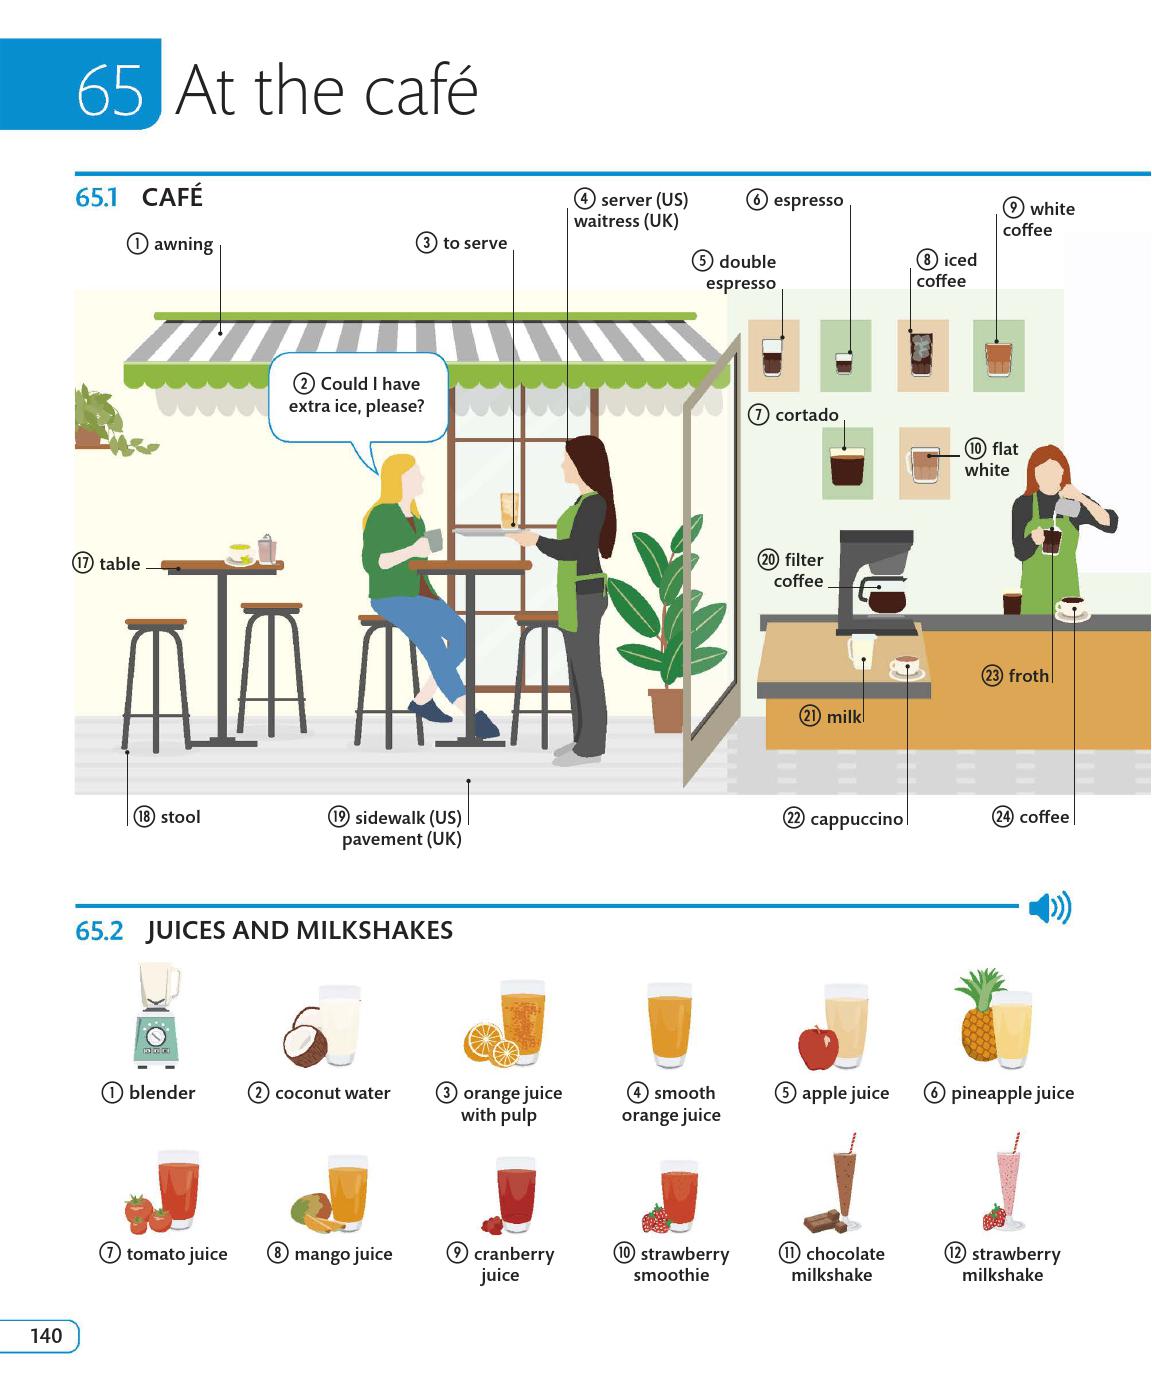 65 At the café
65.1 CAFÉ
① awning
② Could I have
extra ice, please?
③ to serve
④ server (US)
waitress (UK)
⑤ double
espresso
⑥ espresso
⑦ cortado
⑧ iced
coffee
⑨ white
coffee
⑩ flat
white
⑰ table
⑱ stool
⑲ sidewalk (US)
pavement (UK)
⑳ filter
coffee
㉑ milk
㉒ cappuccino
㉓ froth
㉔ coffee
65.2 JUICES AND MILKSHAKES
① blender
② coconut water
③ orange juice
with pulp
④ smooth
orange juice
⑤ apple juice
⑥ pineapple juice
⑦ tomato juice
⑧ mango juice
⑨ cranberry
juice
⑩ strawberry
smoothie
⑪ chocolate
milkshake
⑫ strawberry
milkshake
140